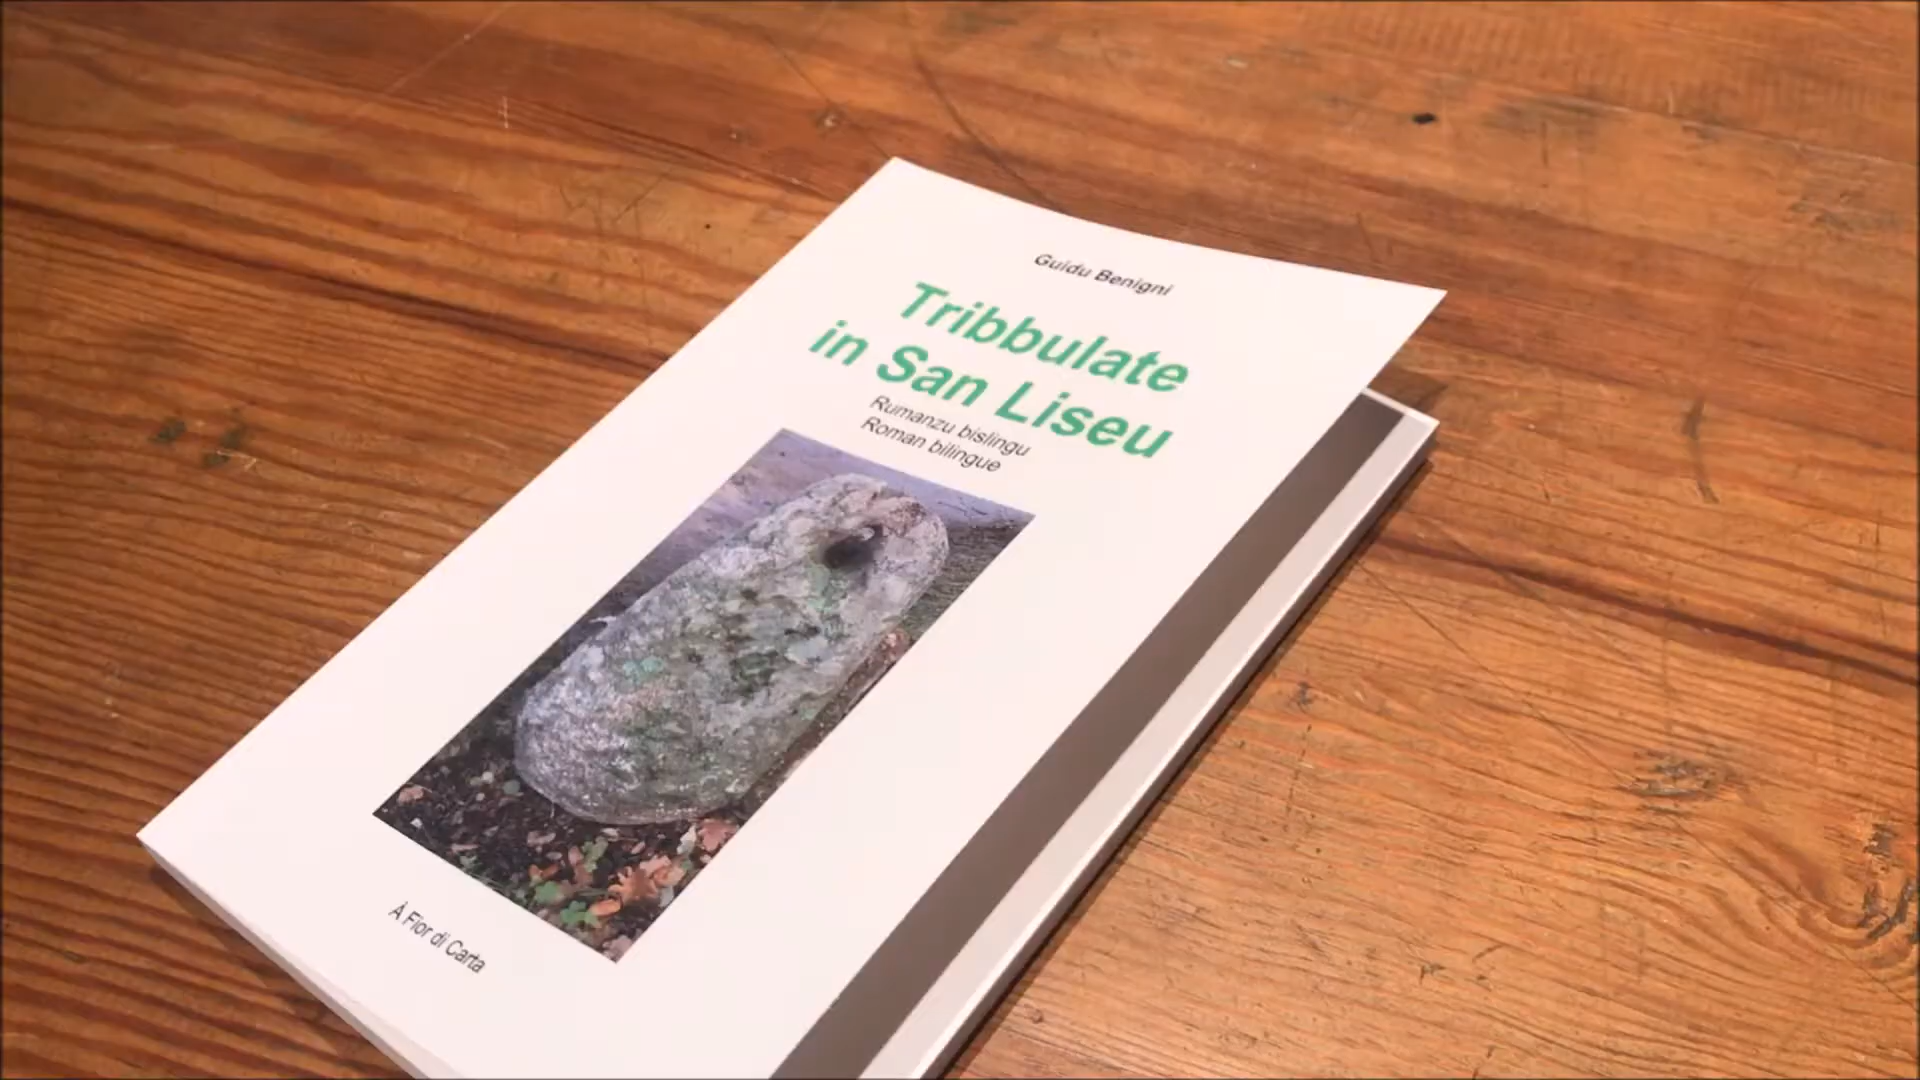 Guidu Benigni
Tribbulate
in San Liseu
Rumanzu bislingu
Roman bilingue
À Fior di Carta